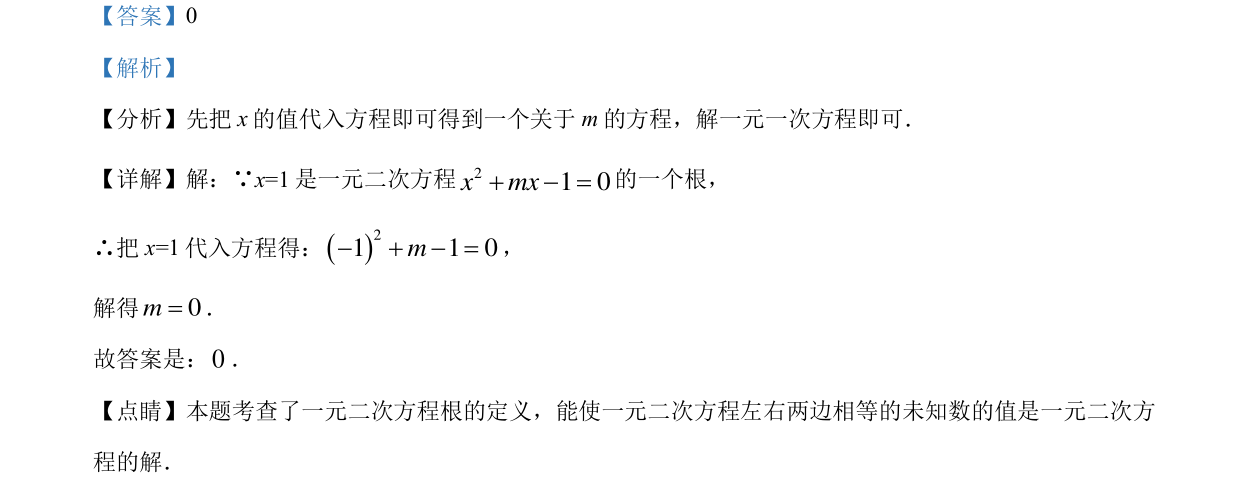 【答案】0
【解析】
【分析】先把 x 的值代入方程即可得到一个关于 m 的方程，解一元一次方程即可．
【详解】解：∵x=1 是一元二次方程 x² + mx − 1 = 0 的一个根，
∴把 x=1 代入方程得：(−1)² + m − 1 = 0，
解得 m = 0．
故答案是：0．
【点睛】本题考查了一元二次方程根的定义，能使一元二次方程左右两边相等的未知数的值是一元二次方
程的解．